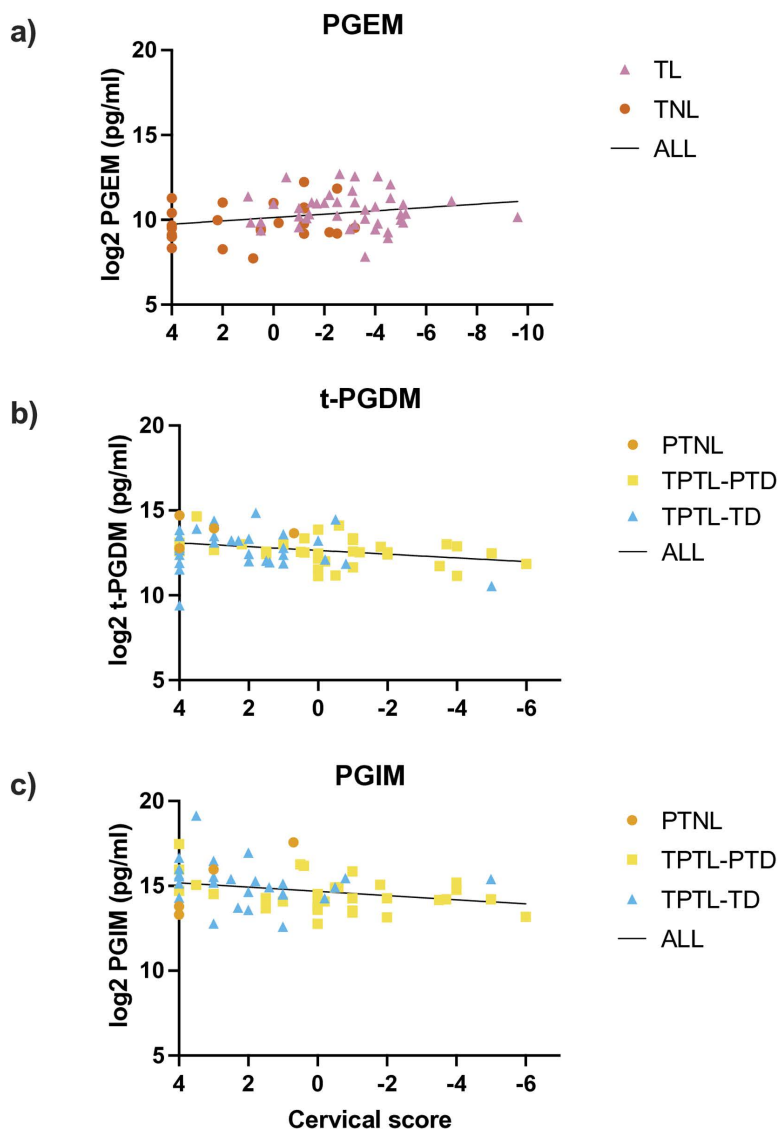 a)
PGEM
log2 PGEM (pg/ml)
20
15
10
5
4 2 0 -2 -4 -6 -8 -10
TL
TNL
ALL
b)
t-PGDM
log2 t-PGDM (pg/ml)
20
15
10
5
4 2 0 -2 -4 -6
PTNL
TPTL-PTD
TPTL-TD
ALL
c)
PGIM
log2 PGIM (pg/ml)
20
15
10
5
4 2 0 -2 -4 -6
Cervical score
PTNL
TPTL-PTD
TPTL-TD
ALL